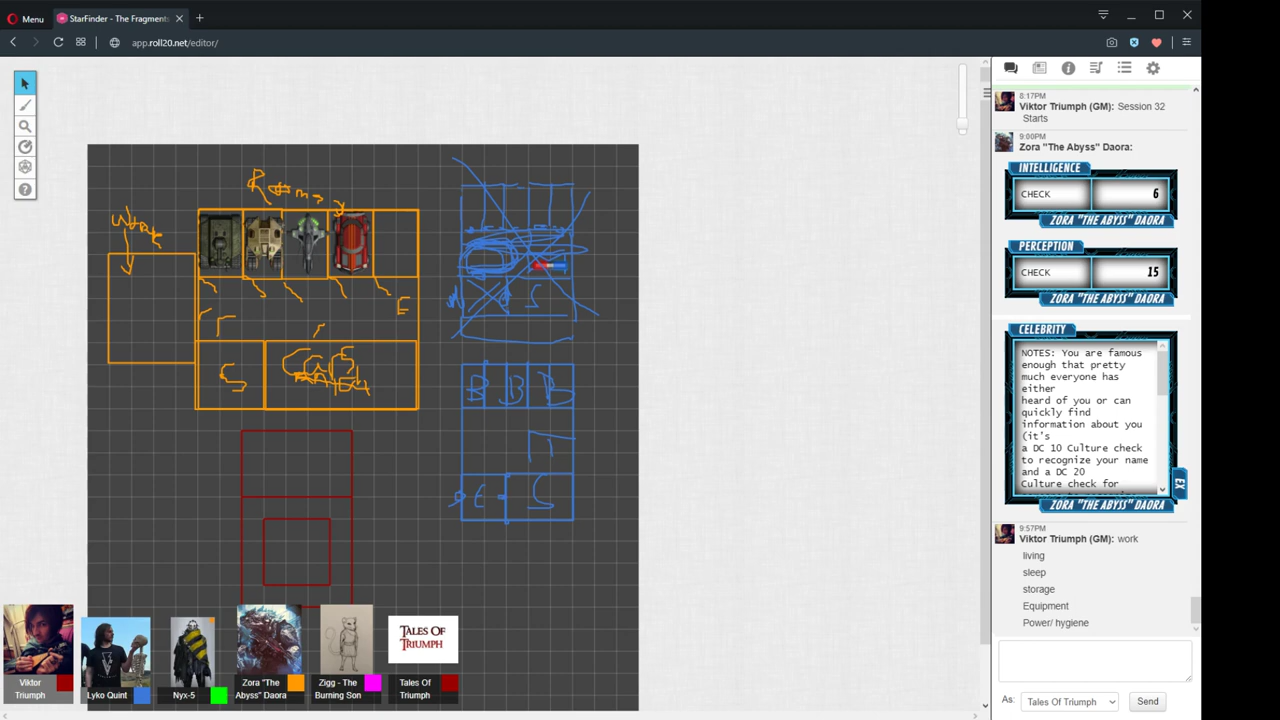 Menu
StarFinder - The Fragment
app.roll20.net/editor/
8:17PM
Viktor Triumph (GM): Session 32
Starts
9:00PM
Zora "The Abyss" Daora:
INTELLIGENCE
CHECK 6
ZORA "THE ABYSS" DAORA
PERCEPTION
CHECK 15
ZORA "THE ABYSS" DAORA
CELEBRITY
NOTES: You are famous
enough that pretty
much everyone has
either
heard of you or can
quickly find
information about you
(it's
a DC 10 Culture check
to recognize your name
and a DC 20
Culture check for
EX
ZORA "THE ABYSS" DAORA
9:57PM
Viktor Triumph (GM): work
living
sleep
storage
Equipment
Power/ hygiene
As: Tales Of Triumph
Send
E
S
S
B B B
E S
TALES OF
TRIUMPH
Viktor
Triumph
Lyko Quint
Nyx-5
Zora "The
Abyss" Daora
Zigg - The
Burning Son
Tales Of
Triumph